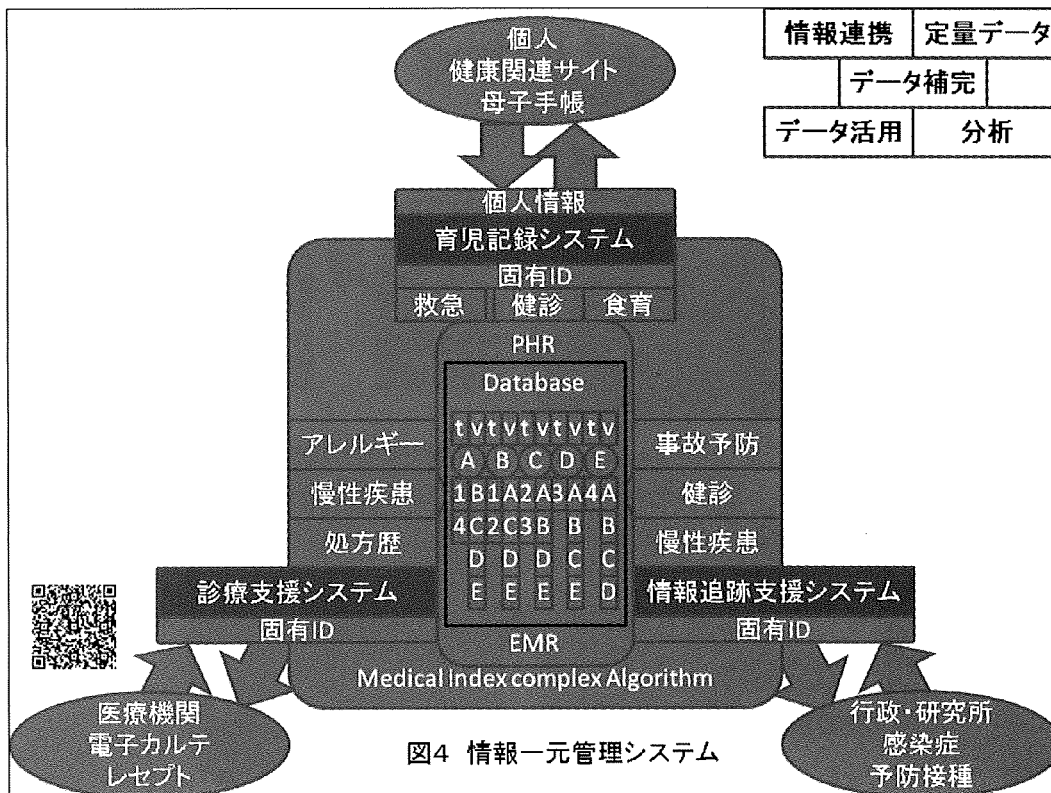 個人
健康関連サイト
母子手帳
情報連携 定量データ
データ補完
データ活用 分析
個人情報
育児記録システム
固有ID
救急 健診 食育
PHR
Database
t v t v t v t v t v
A B C D E
1 B 1 A 2 A 3 A 4 A
4 C 2 C 3 B B B
D D D C C
E E E E D
EMR
アレルギー
慢性疾患
処方歴
診療支援システム
固有ID
事故予防
健診
慢性疾患
情報追跡支援システム
固有ID
Medical Index complex Algorithm
医療機関
電子カルテ
レセプト
図4 情報一元管理システム
行政・研究所
感染症
予防接種